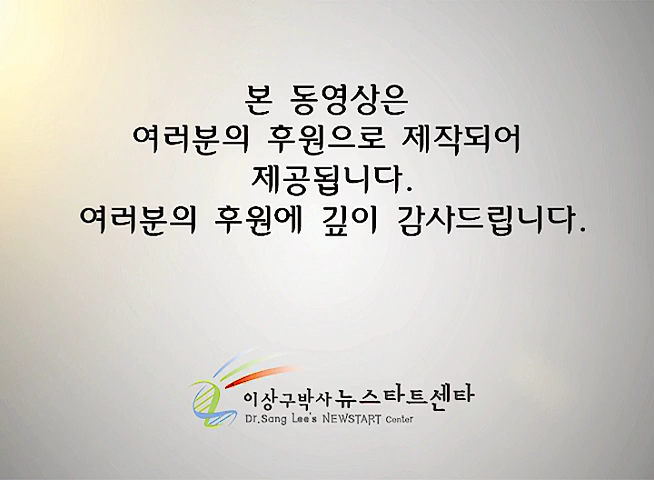 본 동영상은
여러분의 후원으로 제작되어
제공됩니다.
여러분의 후원에 깊이 감사드립니다.
이상구박사 뉴스타트센타
Dr.Sang Lee's NEWSTART Center